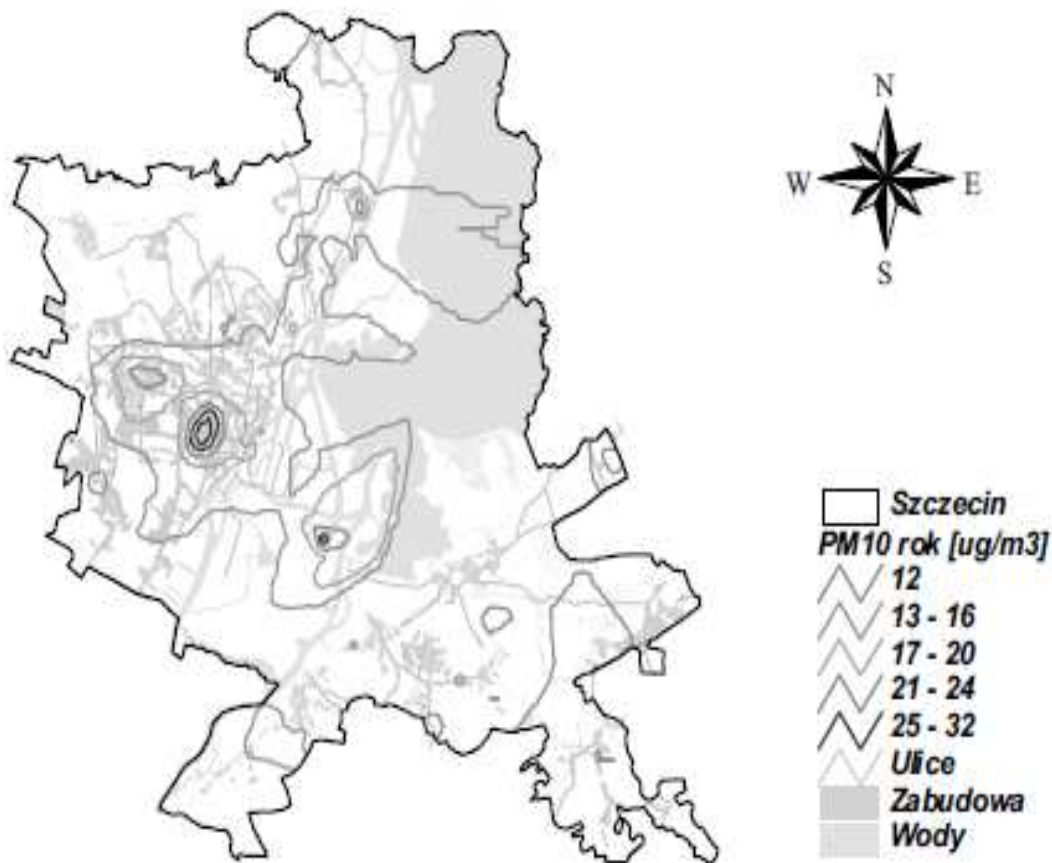 N
W E
S
Szczecin
PM10 rok [ug/m3]
12
13 - 16
17 - 20
21 - 24
25 - 32
Ulice
Zabudowa
Wody